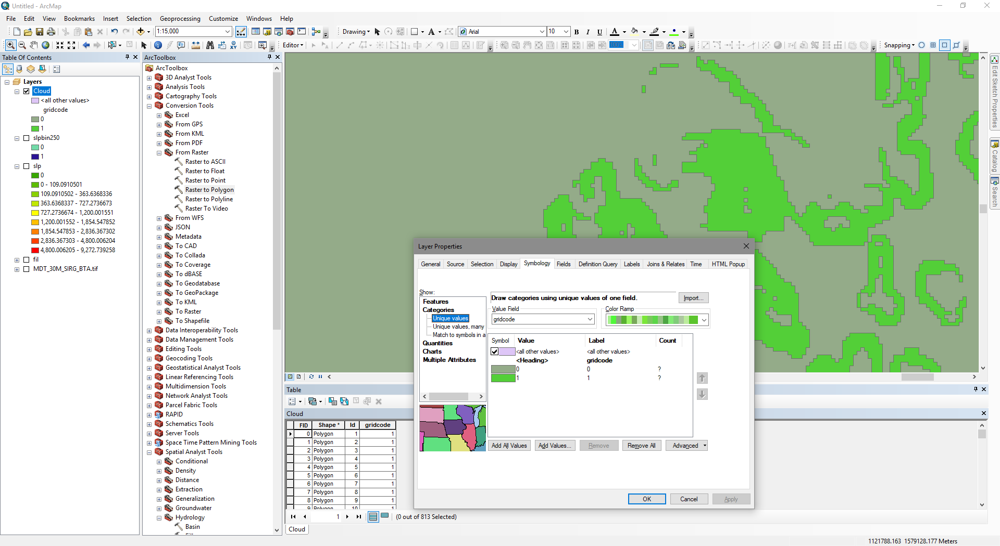 Untitled - ArcMap
File Edit View Bookmarks Insert Selection Geoprocessing Customize Windows Help
1:15,000
Drawing
Arial
10
B I U A
Editor
100%
Snapping
Table Of Contents
Layers
Cloud
<all other values>
gridcode
0
1
slpbin250
0
1
slp
0
0 - 109.0910501
109.0910502 - 363.6368336
363.6368337 - 727.2736673
727.2736674 - 1,200.001551
1,200.001552 - 1,854.547852
1,854.547853 - 2,836.367302
2,836.367303 - 4,800.006204
4,800.006205 - 9,272.739258
fil
MDT_30M_SIRG_BTA.tif
ArcToolbox
ArcToolbox
3D Analyst Tools
Analysis Tools
Cartography Tools
Conversion Tools
Excel
From GPS
From KML
From PDF
From Raster
Raster to ASCII
Raster to Float
Raster to Point
Raster to Polygon
Raster to Polyline
Raster To Video
From WFS
JSON
Metadata
To CAD
To Collada
To Coverage
To dBASE
To Geodatabase
To GeoPackage
To KML
To Raster
To Shapefile
Data Interoperability Tools
Data Management Tools
Editing Tools
Geocoding Tools
Geostatistical Analyst Tools
Linear Referencing Tools
Multidimension Tools
Network Analyst Tools
Parcel Fabric Tools
RAPID
Schematics Tools
Server Tools
Space Time Pattern Mining Tools
Spatial Analyst Tools
Conditional
Density
Distance
Extraction
Generalization
Groundwater
Hydrology
Basin
Edit Sketch Properties
Catalog
Search
Layer Properties
General Source Selection Display Symbology Fields Definition Query Labels Joins & Relates Time HTML Popup
Show:
Features
Categories
Unique values
Unique values, many
Match to symbols in a
Quantities
Charts
Multiple Attributes
Draw categories using unique values of one field.
Import...
Value Field
gridcode
Color Ramp
Symbol Value Label Count
<all other values> <all other values>
<Heading> gridcode
0 0 ?
1 1 ?
Add All Values Add Values... Remove Remove All Advanced
OK Cancel Apply
Table
Cloud
FID Shape * Id gridcode
0 Polygon 1 1
1 Polygon 2 1
2 Polygon 3 1
3 Polygon 4 1
4 Polygon 5 1
5 Polygon 6 1
6 Polygon 7 1
7 Polygon 8 1
8 Polygon 9 1
9 Polygon 10 1
1 (0 out of 813 Selected)
Cloud
1121788.163 1579128.177 Meters